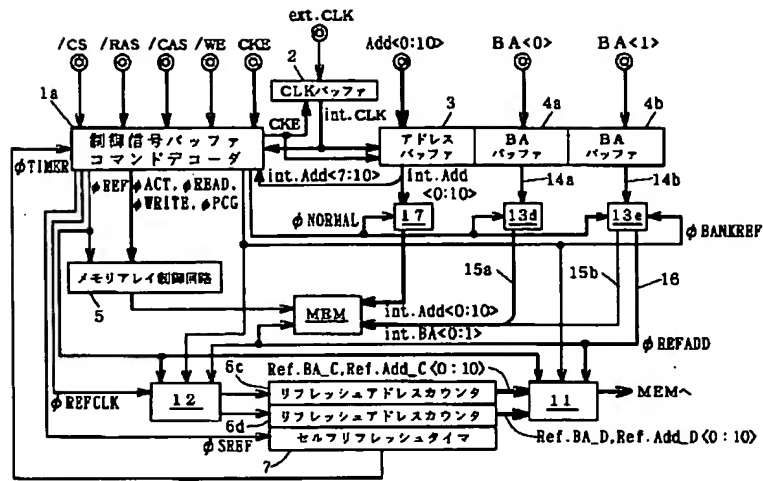 ext.CLK
/CS /RAS /CAS /WE CKE
Add<0:10> BA<0> BA<1>
2
CLKバッファ
1a
3 4a 4b
CKE
int.CLK
制御信号バッファ
コマンドデコーダ
アドレス
バッファ
BA
バッファ
BA
バッファ
φTIMER
int.Add<7:10>
int.Add
<0:10>
14a 14b
φREF
φACT, φREAD,
φWRITE, φPCG
φNORMAL
17 13d 13e
φBANKREF
メモリアレイ制御回路
5
15a 15b 16
MEM
int.Add<0:10>
int.BA<0:1>
φREFADD
Ref.BA_C,Ref.Add_C<0:10>
6c
12
リフレッシュアドレスカウンタ
11
MEMへ
φREFCLK
リフレッシュアドレスカウンタ
6d
φSREF
セルフリフレッシュタイマ
Ref.BA_D,Ref.Add_D<0:10>
7